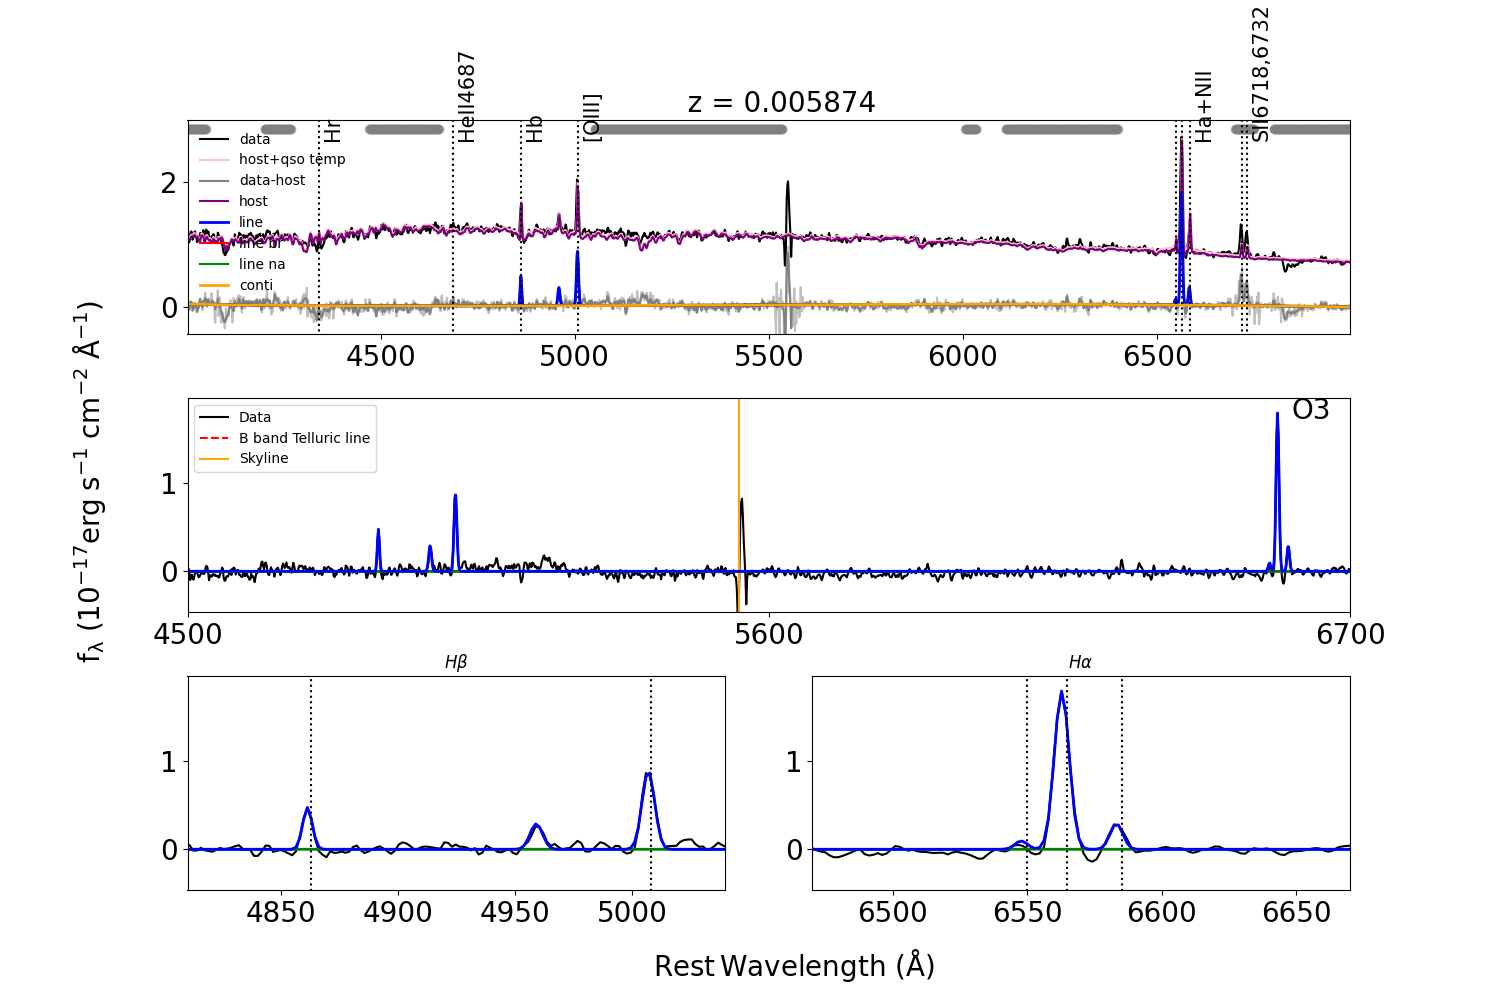 z = 0.005874
Hr
HeII4687
Hb
[OIII]
Ha+NII
SII6718,6732
data
host+qso temp
data-host
host
line
line br
line na
conti
2
0
4500 5000 5500 6000 6500
O3
Data
B band Telluric line
Skyline
1
0
4500 5600 6700
fλ (10⁻¹⁷erg s⁻¹ cm⁻² Å⁻¹)
Hβ
1
0
4850 4900 4950 5000
Hα
1
0
6500 6550 6600 6650
Rest Wavelength (Å)